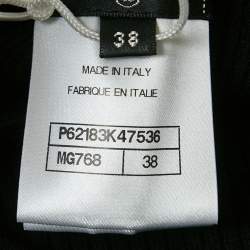 38
MADE IN ITALY
FABRIQUE EN ITALIE
P62183K47536
MG768 38